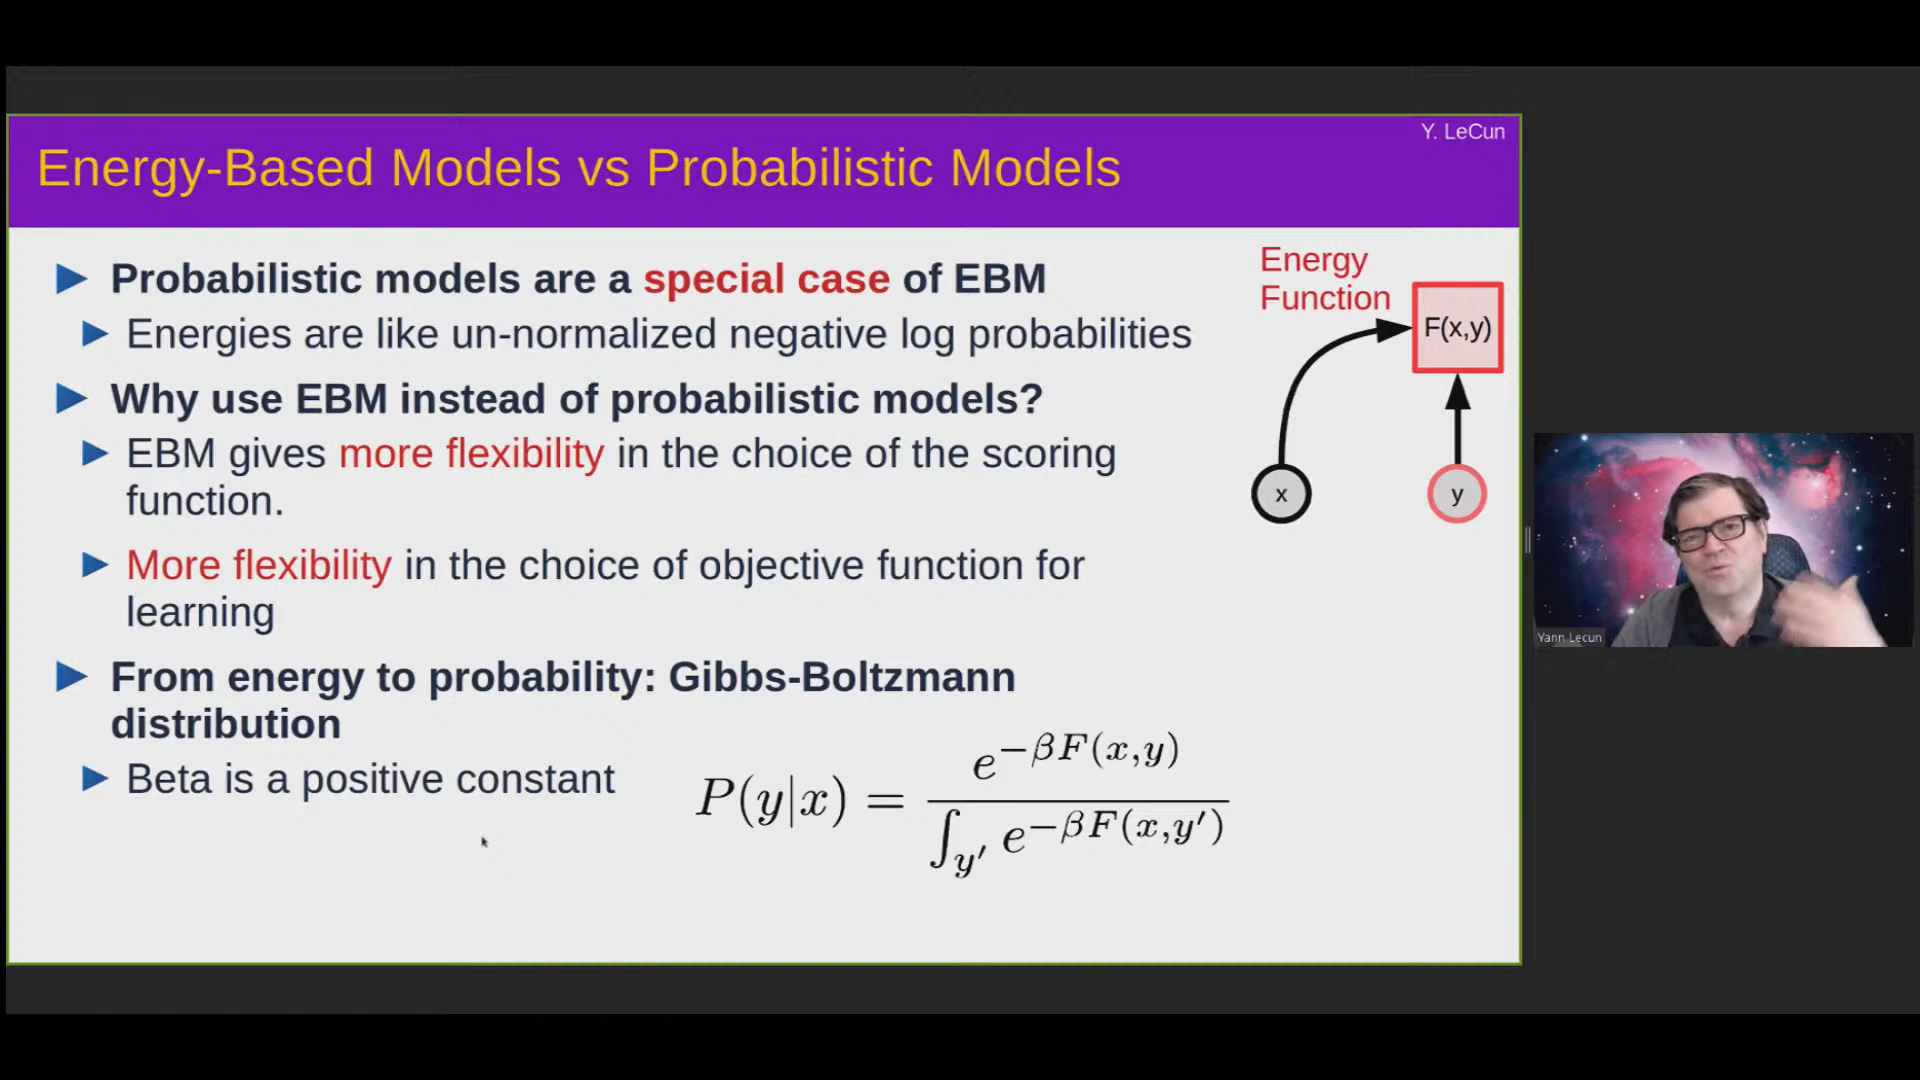 Y. LeCun
Energy-Based Models vs Probabilistic Models
Probabilistic models are a special case of EBM
Energies are like un-normalized negative log probabilities
Why use EBM instead of probabilistic models?
EBM gives more flexibility in the choice of the scoring
function.
More flexibility in the choice of objective function for
learning
From energy to probability: Gibbs-Boltzmann
distribution
Beta is a positive constant
P(y|x) = e^{-βF(x,y)} / ∫_{y'} e^{-βF(x,y')}
Energy
Function
F(x,y)
x
y
Yann Lecun